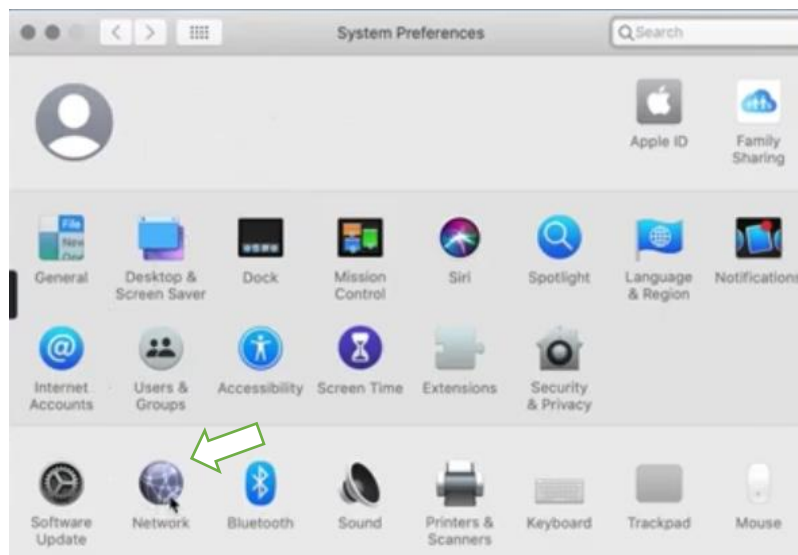 System Preferences
Search
Apple ID
Family
Sharing
File
New
General
Desktop &
Screen Saver
Dock
Mission
Control
Siri
Spotlight
Language
& Region
Notifications
Internet
Accounts
Users &
Groups
Accessibility
Screen Time
Extensions
Security
& Privacy
Software
Update
Network
Bluetooth
Sound
Printers &
Scanners
Keyboard
Trackpad
Mouse